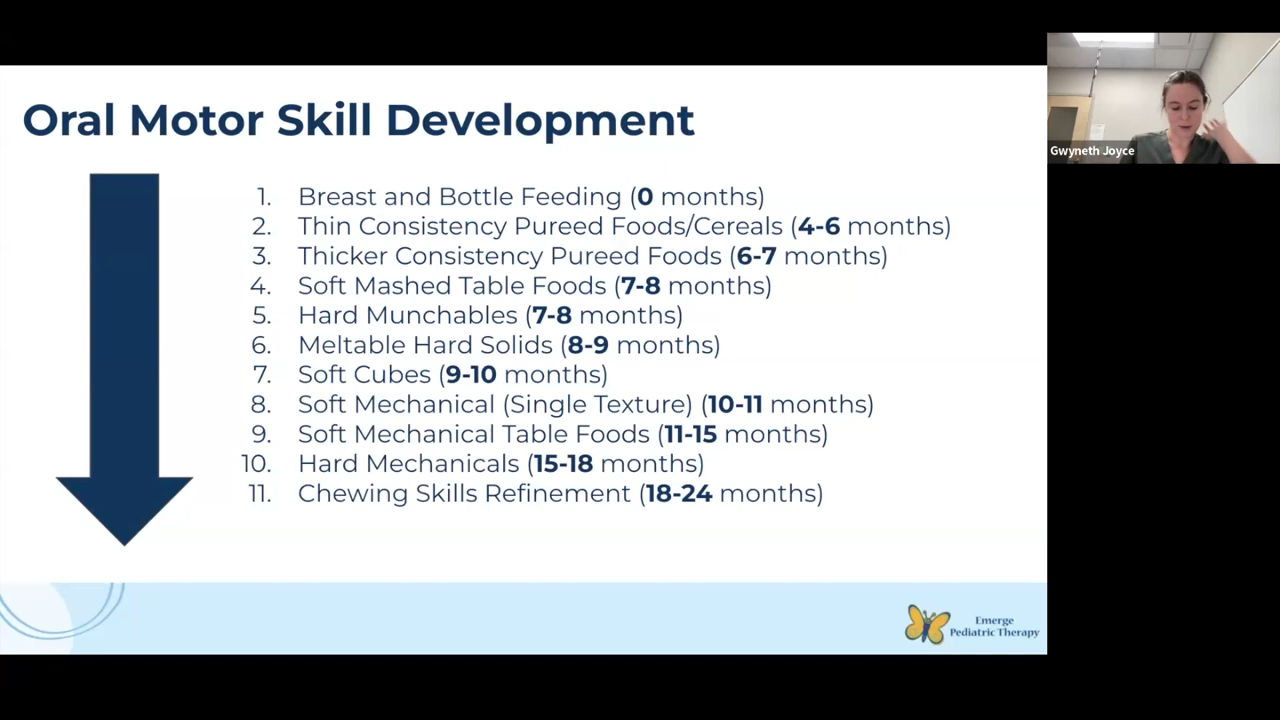 Oral Motor Skill Development
1. Breast and Bottle Feeding (0 months)
2. Thin Consistency Pureed Foods/Cereals (4-6 months)
3. Thicker Consistency Pureed Foods (6-7 months)
4. Soft Mashed Table Foods (7-8 months)
5. Hard Munchables (7-8 months)
6. Meltable Hard Solids (8-9 months)
7. Soft Cubes (9-10 months)
8. Soft Mechanical (Single Texture) (10-11 months)
9. Soft Mechanical Table Foods (11-15 months)
10. Hard Mechanicals (15-18 months)
11. Chewing Skills Refinement (18-24 months)
Emerge
Pediatric Therapy
Gwyneth Joyce